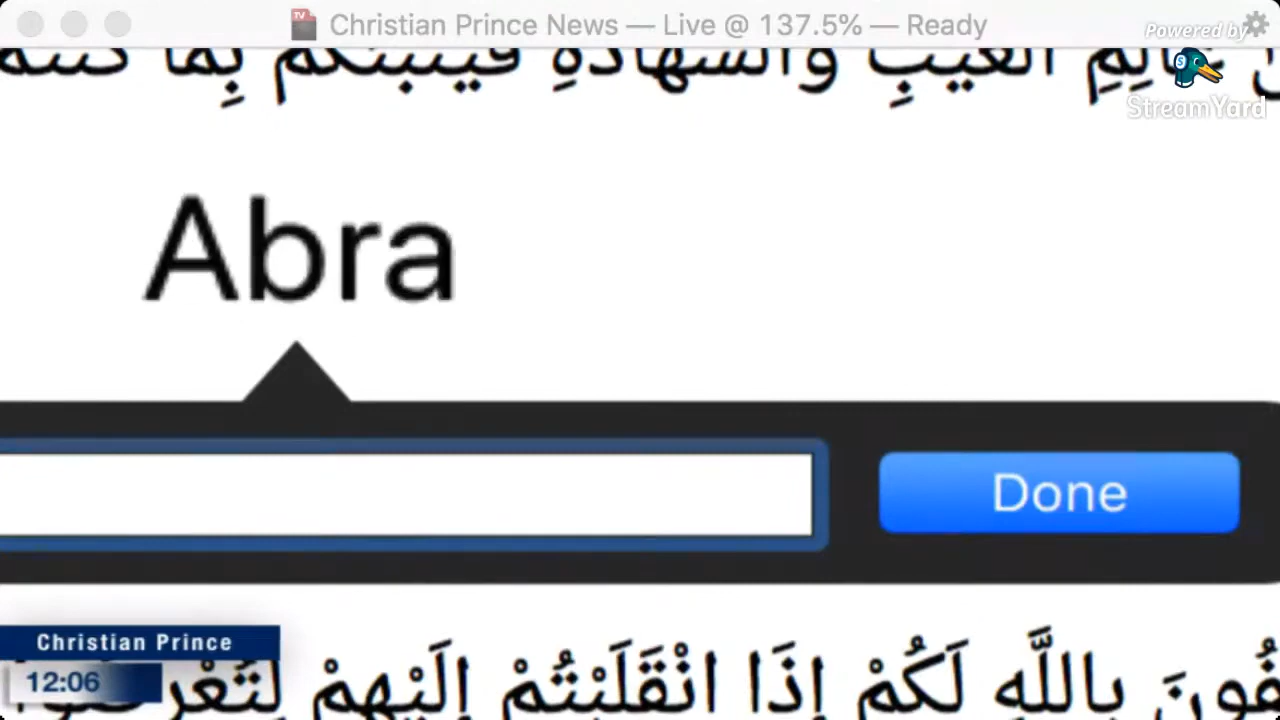 Christian Prince News — Live @ 137.5% — Ready
Powered by
عَالِمِ الْغَيْبِ وَالشَّهَادَةِ فَيُنَبِّئُكُمْ بِمَا كُنْتُمْ
StreamYard
Abra
Done
Christian Prince
12:06
بِاللَّهِ لَكُمْ إِذَا انْقَلَبْتُمْ إِلَيْهِمْ لِتُعْرِضُوا